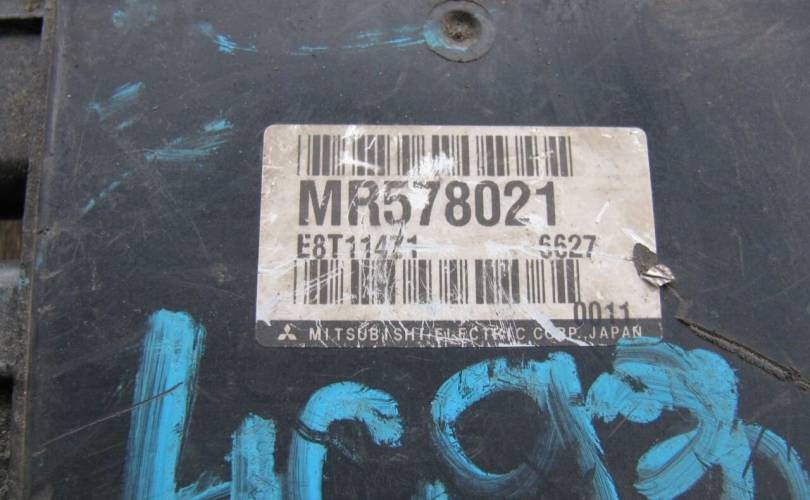 MR578021
E8T11471 6627
0011
MITSUBISHI ELECTRIC CORP. JAPAN